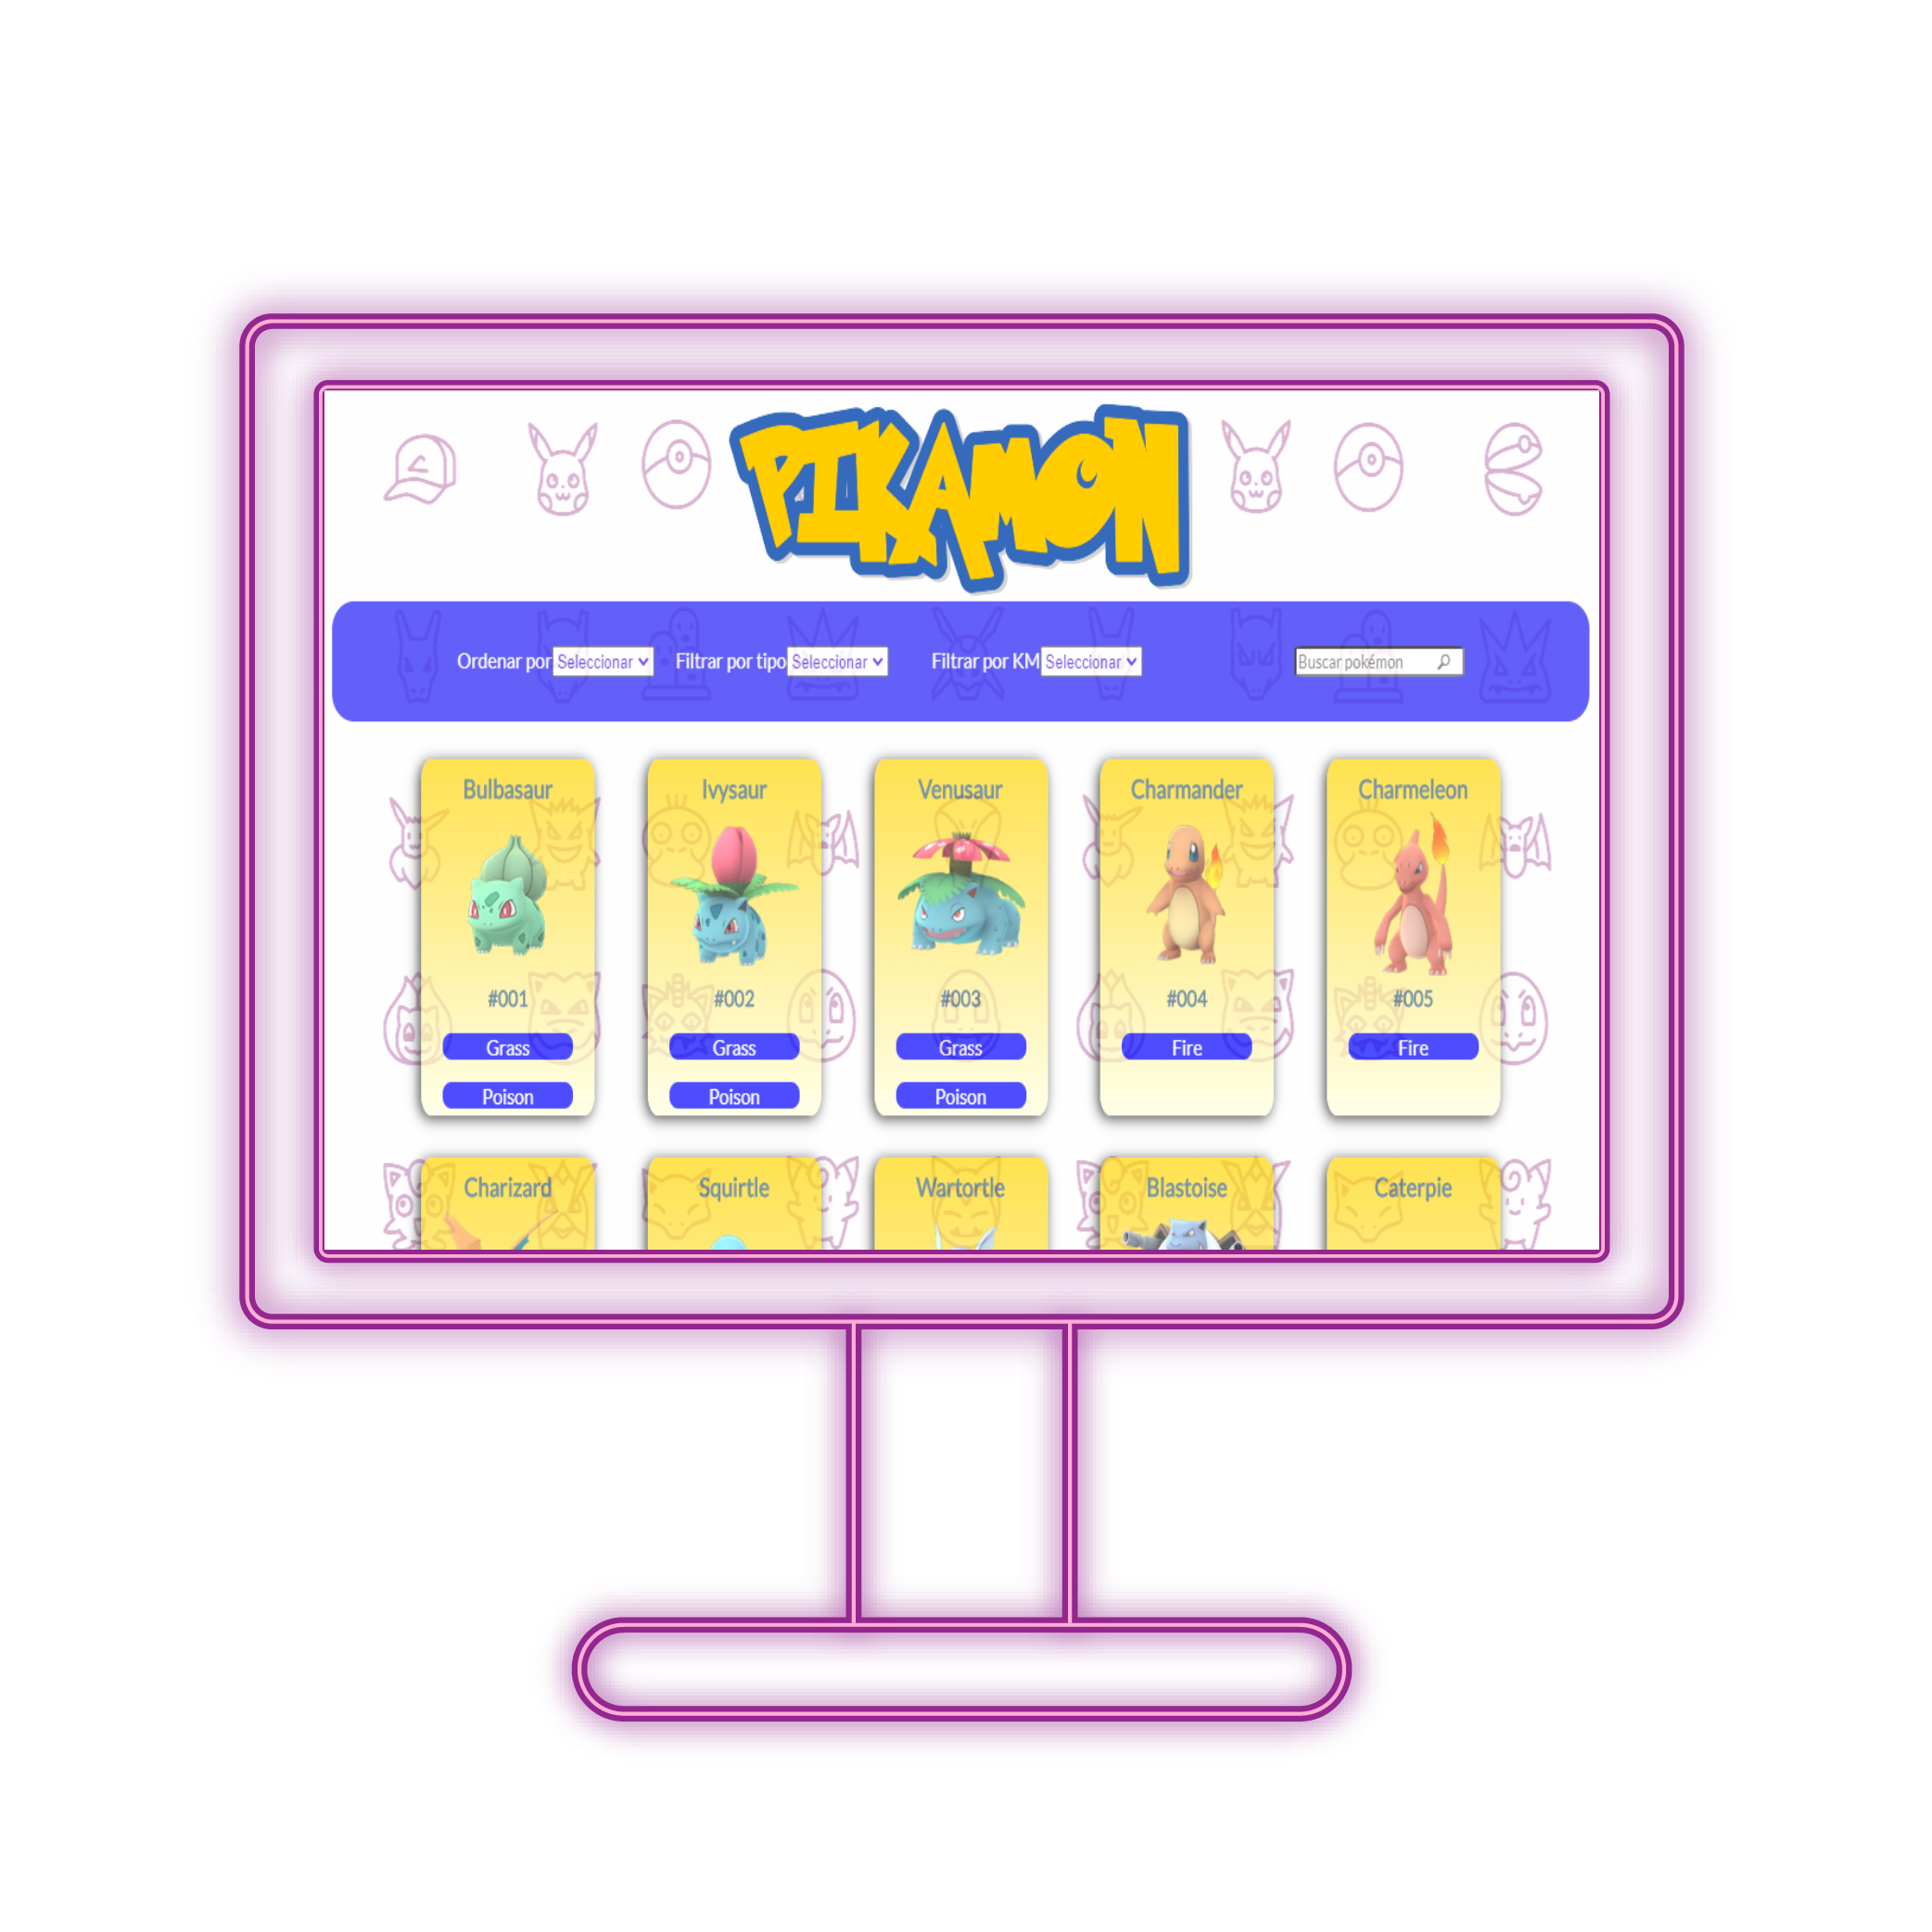 PIKAMON
Ordenar por Seleccionar Filtrar por tipo Seleccionar Filtrar por KM Seleccionar Buscar pokémon
Bulbasaur Ivysaur Venusaur Charmander Charmeleon
#001 #002 #003 #004 #005
Grass Grass Grass Fire Fire
Poison Poison Poison
Charizard Squirtle Wartortle Blastoise Caterpie